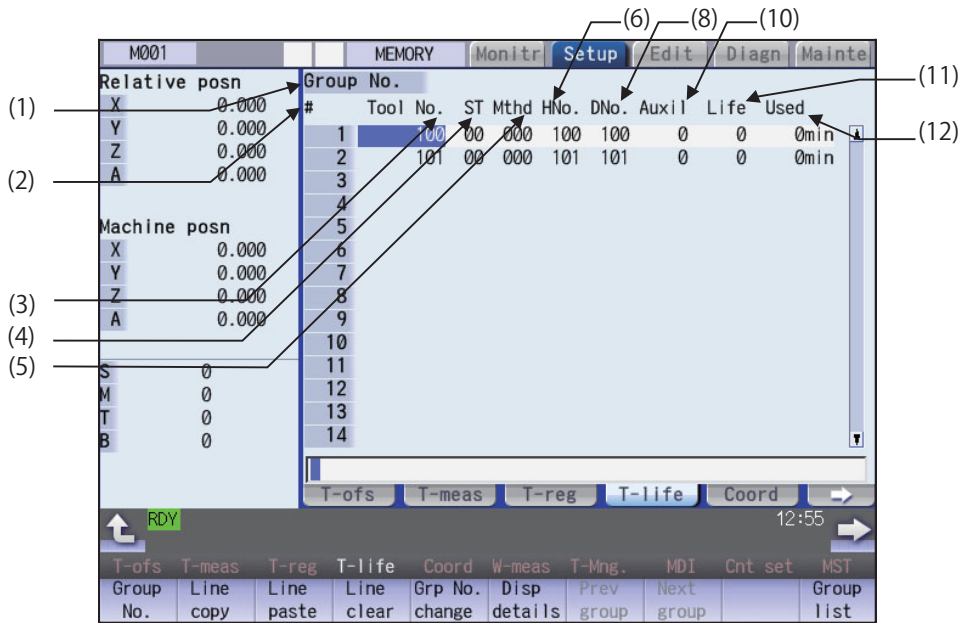 (6) (8) (10)
M001 MEMORY Monitr Setup Edit Diagn Mainte
Relative posn Group No. (11)
(1) X 0.000 # Tool No. ST Mthd HNo. DNo. Auxil Life Used
Y 0.000 1 100 00 000 100 100 0 0 0min (12)
Z 0.000 2 101 00 000 101 101 0 0 0min
(2) A 0.000 3
4
Machine posn 5
X 0.000 6
Y 0.000 7
(3) Z 0.000 8
A 0.000 9
(4) 10
(5) S 0 11
M 0 12
T 0 13
B 0 14
T-ofs T-meas T-reg T-life Coord
RDY 12:55
T-ofs T-meas T-reg T-life Coord W-meas T-Mng. MDI Cnt set MST
Group Line Line Line Grp No. Disp Prev Next Group
No. copy paste clear change details group group list